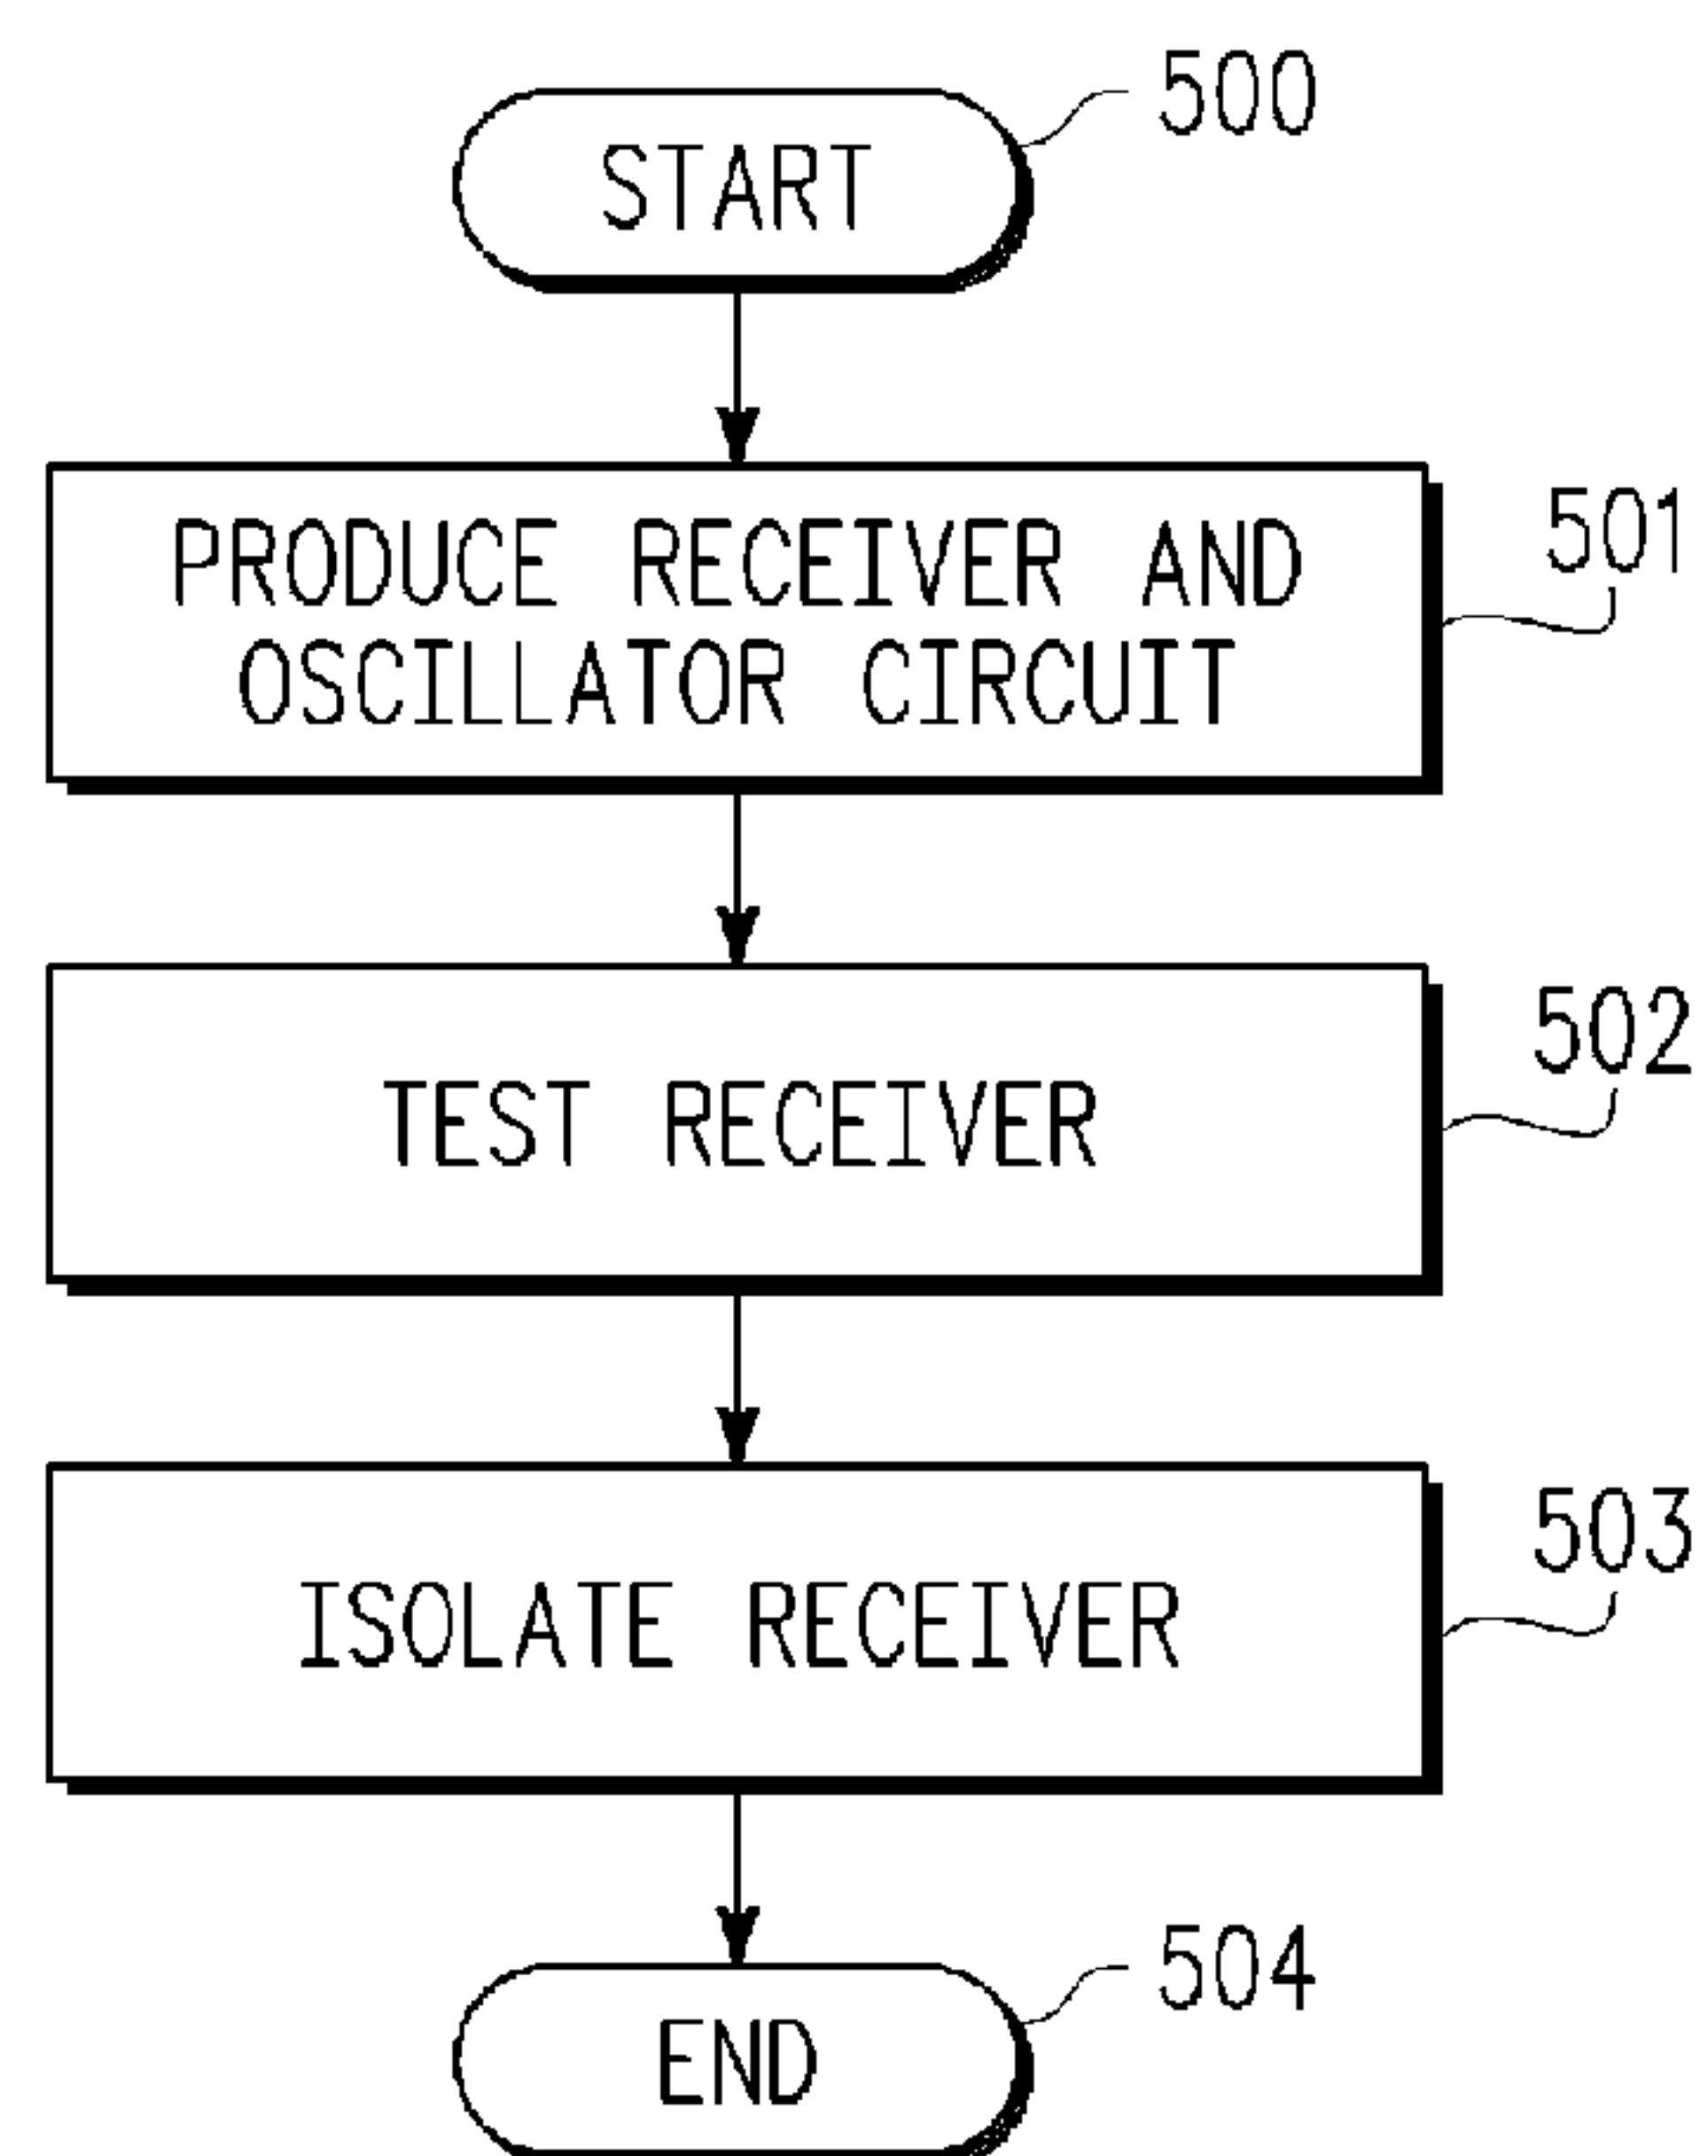 500
START
501
PRODUCE RECEIVER AND
OSCILLATOR CIRCUIT
502
TEST RECEIVER
503
ISOLATE RECEIVER
504
END